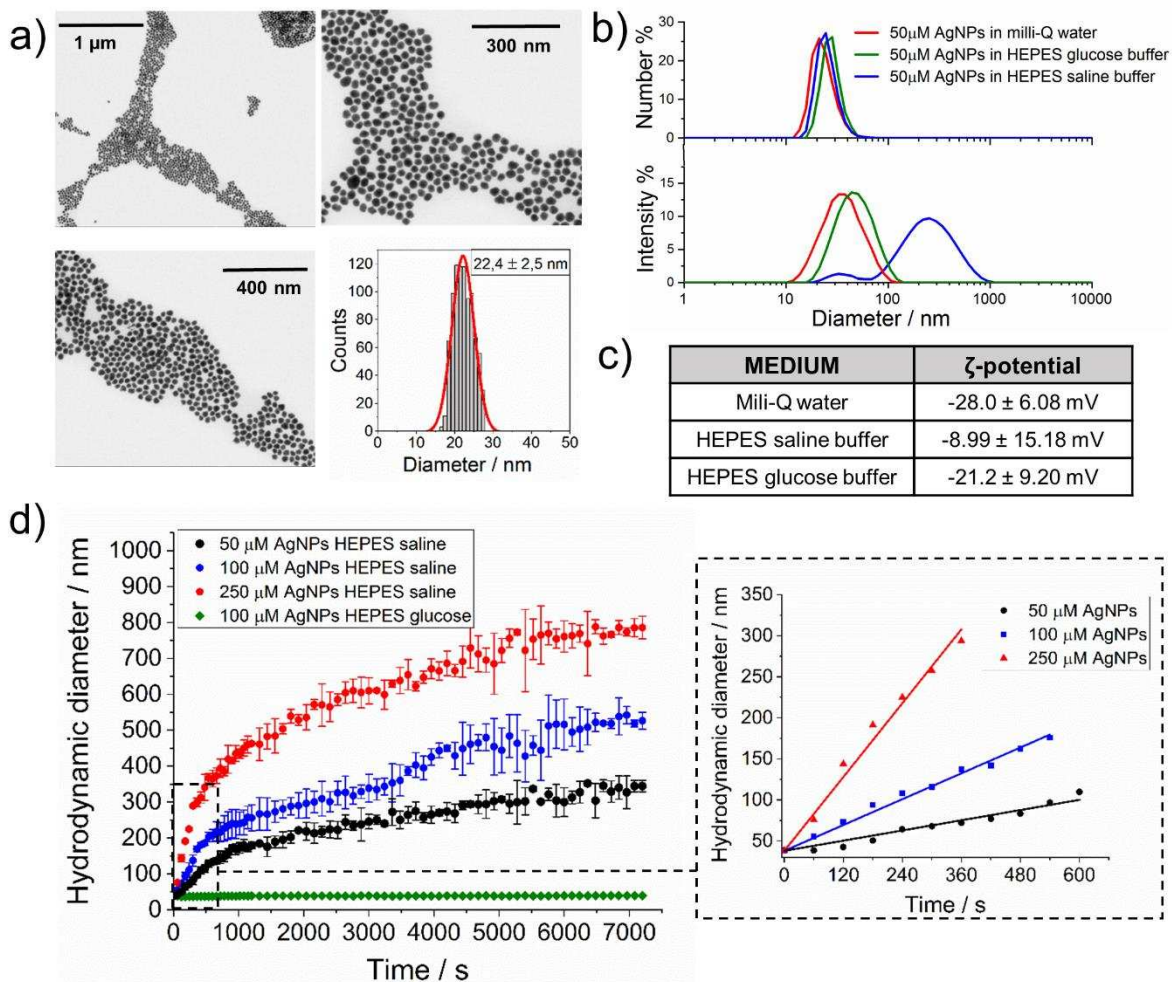 a)
1 µm
300 nm
400 nm
120
100
80
60
40
20
0
Counts
22,4 ± 2,5 nm
0 10 20 30 40 50
Diameter / nm
b)
30
20
10
0
Number %
50µM AgNPs in milli-Q water
50µM AgNPs in HEPES glucose buffer
50µM AgNPs in HEPES saline buffer
15
10
5
0
Intensity %
1 10 100 1000 10000
Diameter / nm
c)
MEDIUM ζ-potential
Mili-Q water -28.0 ± 6.08 mV
HEPES saline buffer -8.99 ± 15.18 mV
HEPES glucose buffer -21.2 ± 9.20 mV
d)
1000
900
800
700
600
500
400
300
200
100
0
Hydrodynamic diameter / nm
50 µM AgNPs HEPES saline
100 µM AgNPs HEPES saline
250 µM AgNPs HEPES saline
100 µM AgNPs HEPES glucose
0 1000 2000 3000 4000 5000 6000 7000
Time / s
350
300
250
200
150
100
50
Hydrodynamic diameter / nm
50 µM AgNPs
100 µM AgNPs
250 µM AgNPs
0 120 240 360 480 600
Time / s